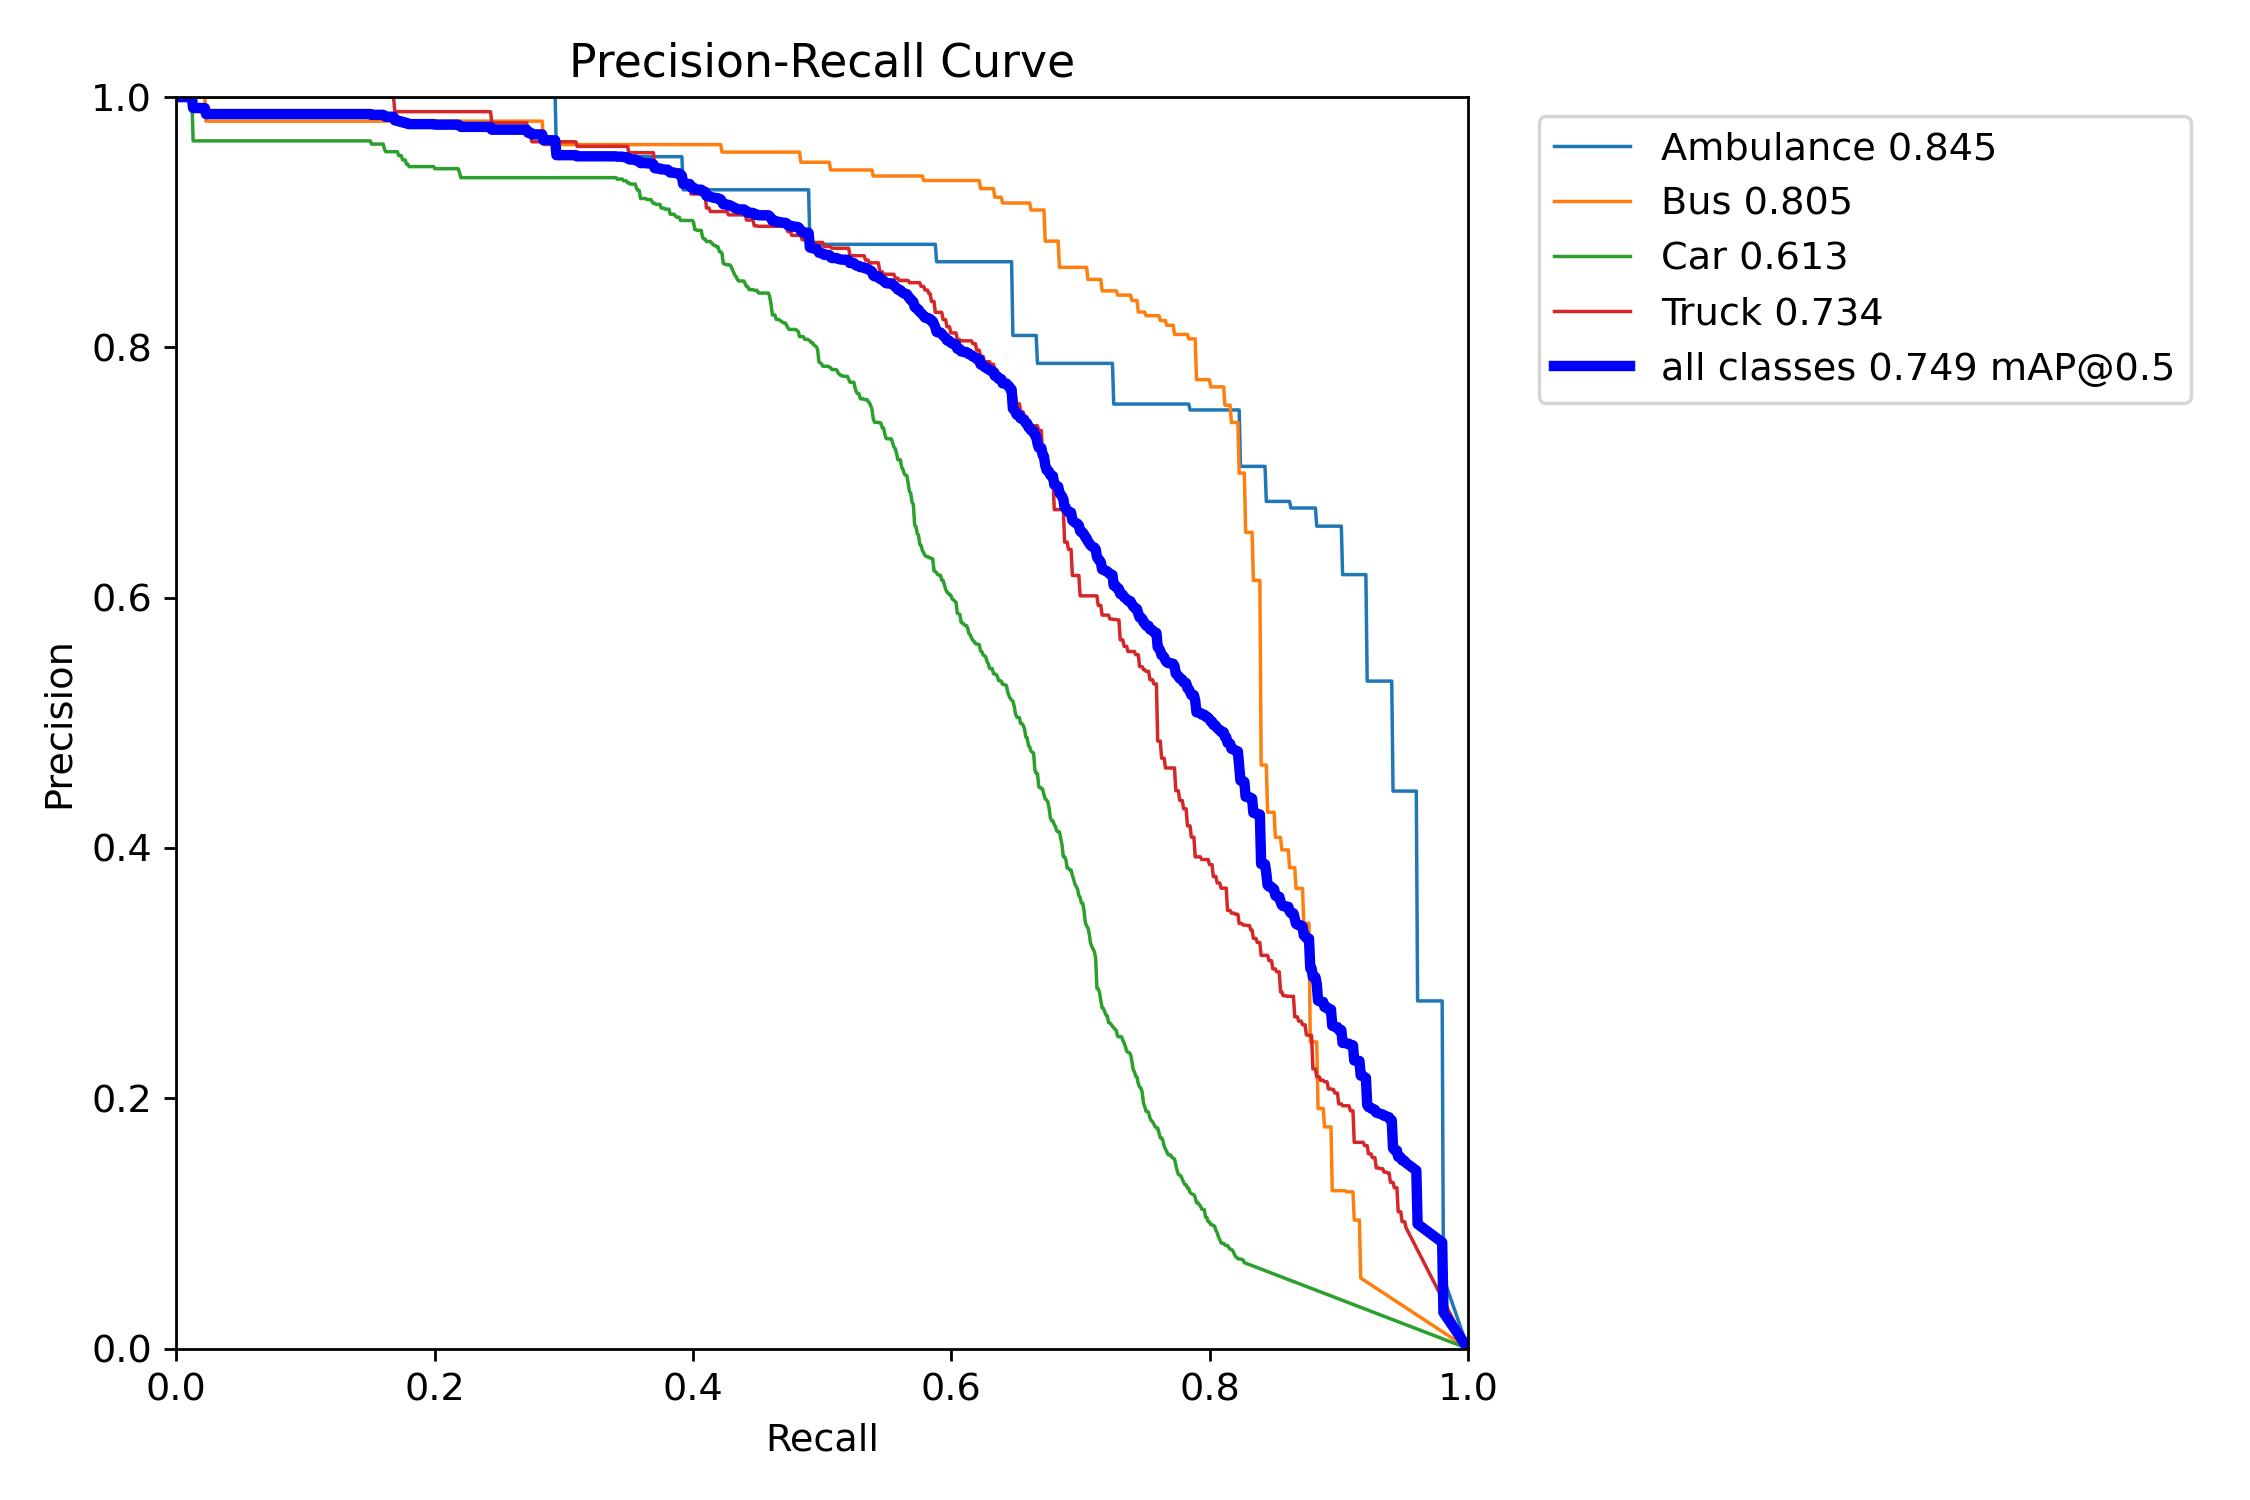 Precision-Recall Curve
1.0
0.8
0.6
0.4
0.2
0.0
Precision
0.0 0.2 0.4 0.6 0.8 1.0
Recall
Ambulance 0.845
Bus 0.805
Car 0.613
Truck 0.734
all classes 0.749 mAP@0.5